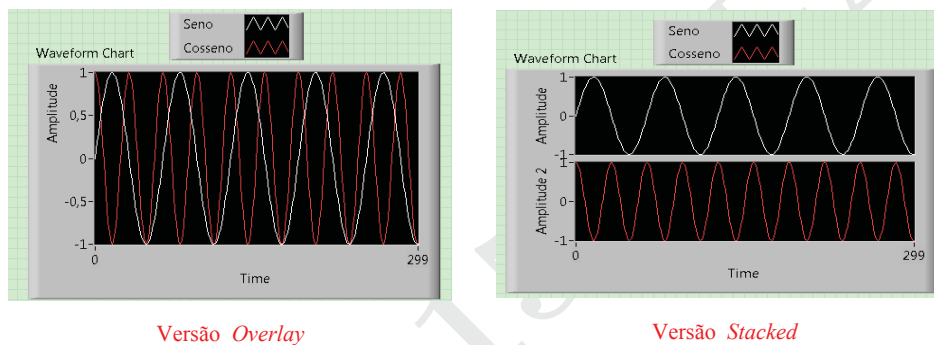 Seno
Cosseno
Waveform Chart
Amplitude
1
0,5
0
-0,5
-1
0
299
Time
Versão Overlay
Seno
Cosseno
Waveform Chart
Amplitude
1
0
-1
Amplitude 2
1
0
-1
0
299
Time
Versão Stacked